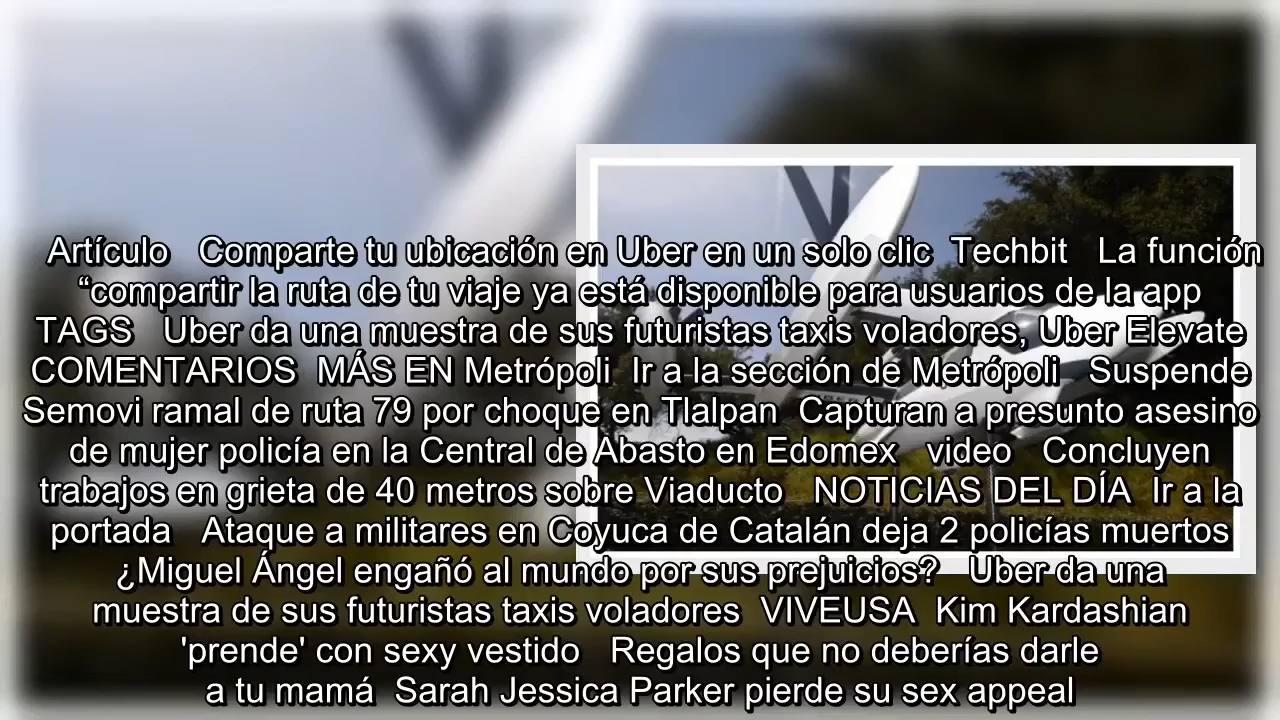 Artículo   Comparte tu ubicación en Uber en un solo clic  Techbit   La función
“compartir la ruta de tu viaje ya está disponible para usuarios de la app
TAGS   Uber da una muestra de sus futuristas taxis voladores, Uber Elevate
COMENTARIOS  MÁS EN Metrópoli  Ir a la sección de Metrópoli   Suspende
Semovi ramal de ruta 79 por choque en Tlalpan  Capturan a presunto asesino
de mujer policía en la Central de Abasto en Edomex   video   Concluyen
trabajos en grieta de 40 metros sobre Viaducto   NOTICIAS DEL DÍA  Ir a la
portada   Ataque a militares en Coyuca de Catalán deja 2 policías muertos
¿Miguel Ángel engañó al mundo por sus prejuicios?   Uber da una
muestra de sus futuristas taxis voladores  VIVEUSA  Kim Kardashian
'prende' con sexy vestido   Regalos que no deberías darle
a tu mamá  Sarah Jessica Parker pierde su sex appeal